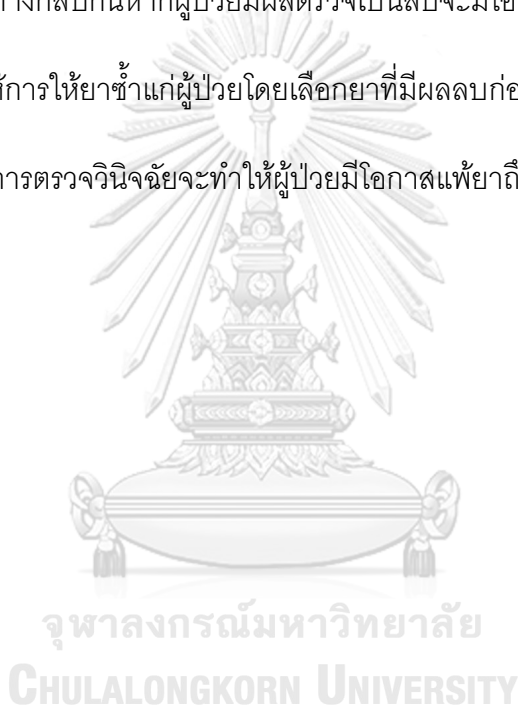 างกลับกันหากผู้ป่วยมีผลตรวจเป็นลบจะมีโอ
ห้การให้ยาซ้ำแก่ผู้ป่วยโดยเลือกยาที่มีผลลบก่อ
การตรวจวินิจฉัยจะทำให้ผู้ป่วยมีโอกาสแพ้ยาถึ
จุฬาลงกรณ์มหาวิทยาลัย
CHULALONGKORN UNIVERSITY